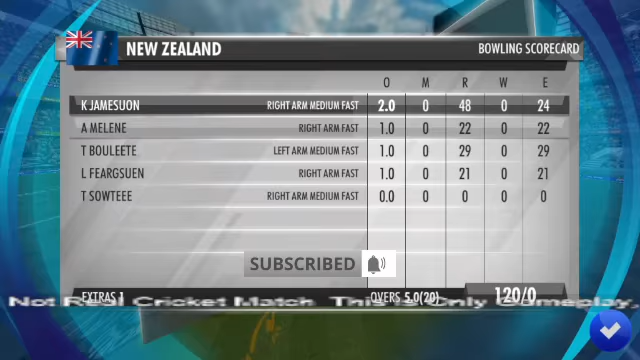 NEW ZEALAND BOWLING SCORECARD
O M R W E
K JAMESUON RIGHT ARM MEDIUM FAST 2.0 0 48 0 24
A MELENE RIGHT ARM FAST 1.0 0 22 0 22
T BOULEETE LEFT ARM MEDIUM FAST 1.0 0 29 0 29
L FEARGSUEN RIGHT ARM FAST 1.0 0 21 0 21
T SOWTEEE RIGHT ARM MEDIUM FAST 0.0 0 0 0 0
SUBSCRIBED
EXTRAS 1 OVERS 5.0(20) 120/0
Not Real Cricket Match This is Only Gameplay,